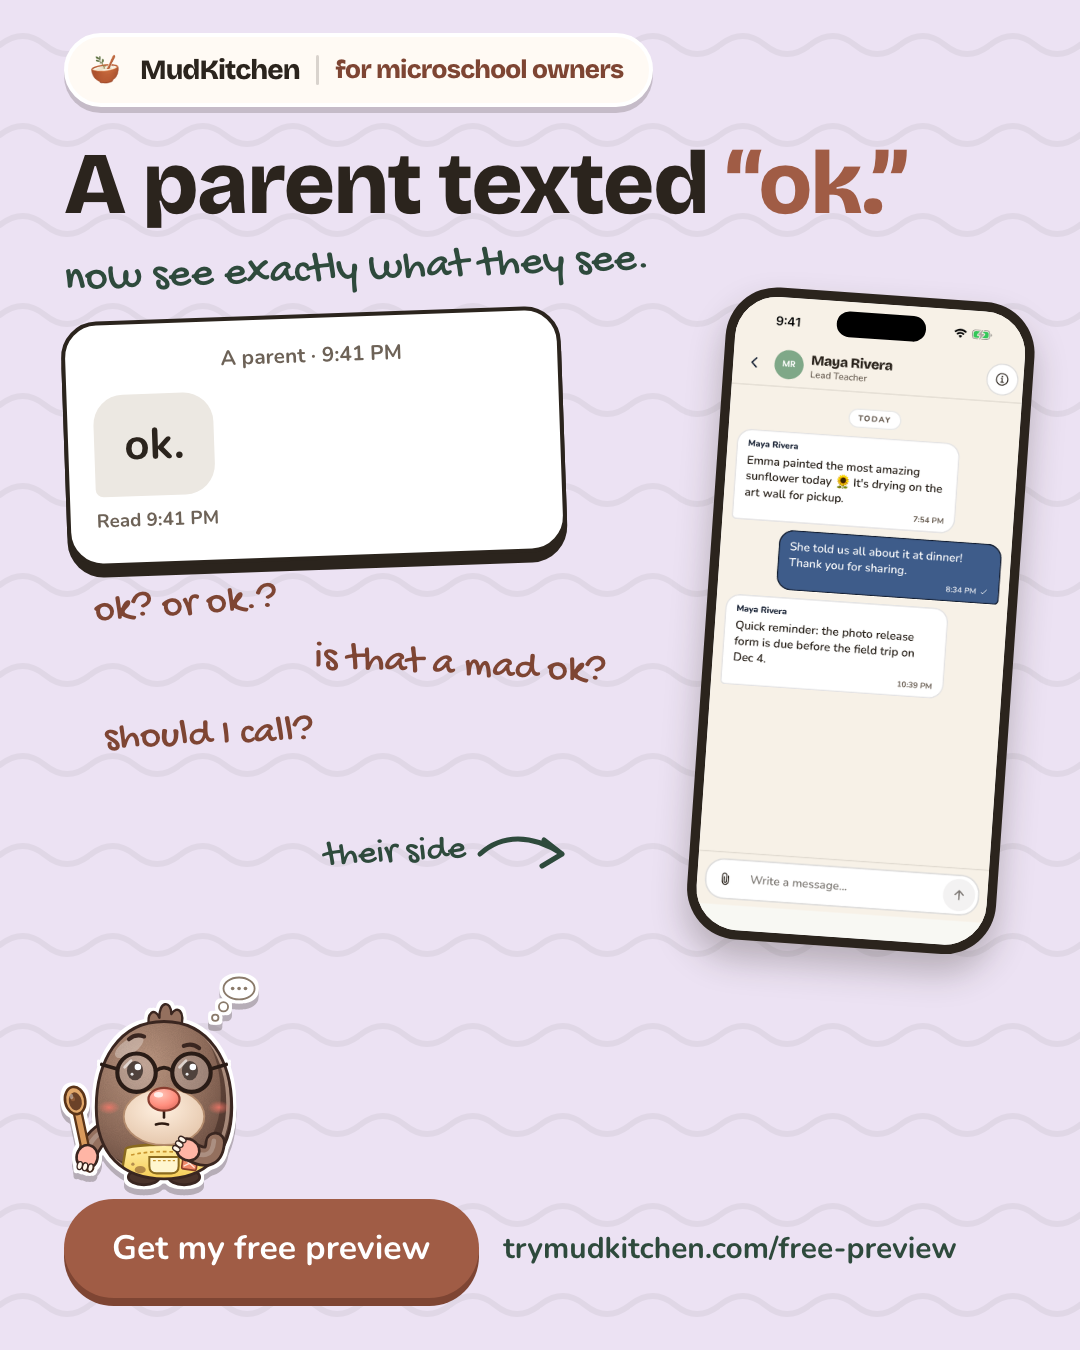 MudKitchen | for microschool owners
A parent texted “ok.”
now see exactly what they see.
A parent · 9:41 PM
ok.
Read 9:41 PM
ok? or ok.?
is that a mad ok?
should I call?
their side
9:41
MR
Maya Rivera
Lead Teacher
TODAY
Maya Rivera
Emma painted the most amazing
sunflower today 🌻 It's drying on the
art wall for pickup.
7:54 PM
She told us all about it at dinner!
Thank you for sharing.
8:34 PM ✓
Maya Rivera
Quick reminder: the photo release
form is due before the field trip on
Dec 4.
10:39 PM
Write a message...
Get my free preview
trymudkitchen.com/free-preview